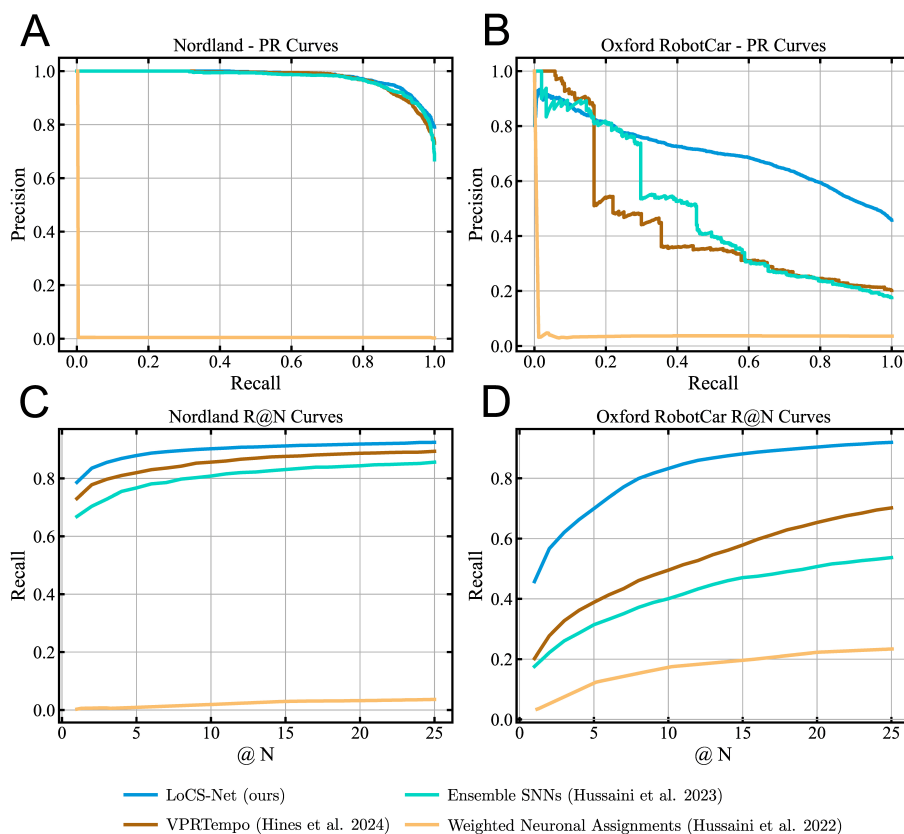 A
Nordland - PR Curves
Precision
1.0
0.8
0.6
0.4
0.2
0.0
0.0 0.2 0.4 0.6 0.8 1.0
Recall
B
Oxford RobotCar - PR Curves
Precision
1.0
0.8
0.6
0.4
0.2
0.0
0.0 0.2 0.4 0.6 0.8 1.0
Recall
C
Nordland R@N Curves
Recall
0.8
0.6
0.4
0.2
0.0
0 5 10 15 20 25
@ N
D
Oxford RobotCar R@N Curves
Recall
0.8
0.6
0.4
0.2
0.0
0 5 10 15 20 25
@ N
LoCS-Net (ours)
Ensemble SNNs (Hussaini et al. 2023)
VPRTempo (Hines et al. 2024)
Weighted Neuronal Assignments (Hussaini et al. 2022)